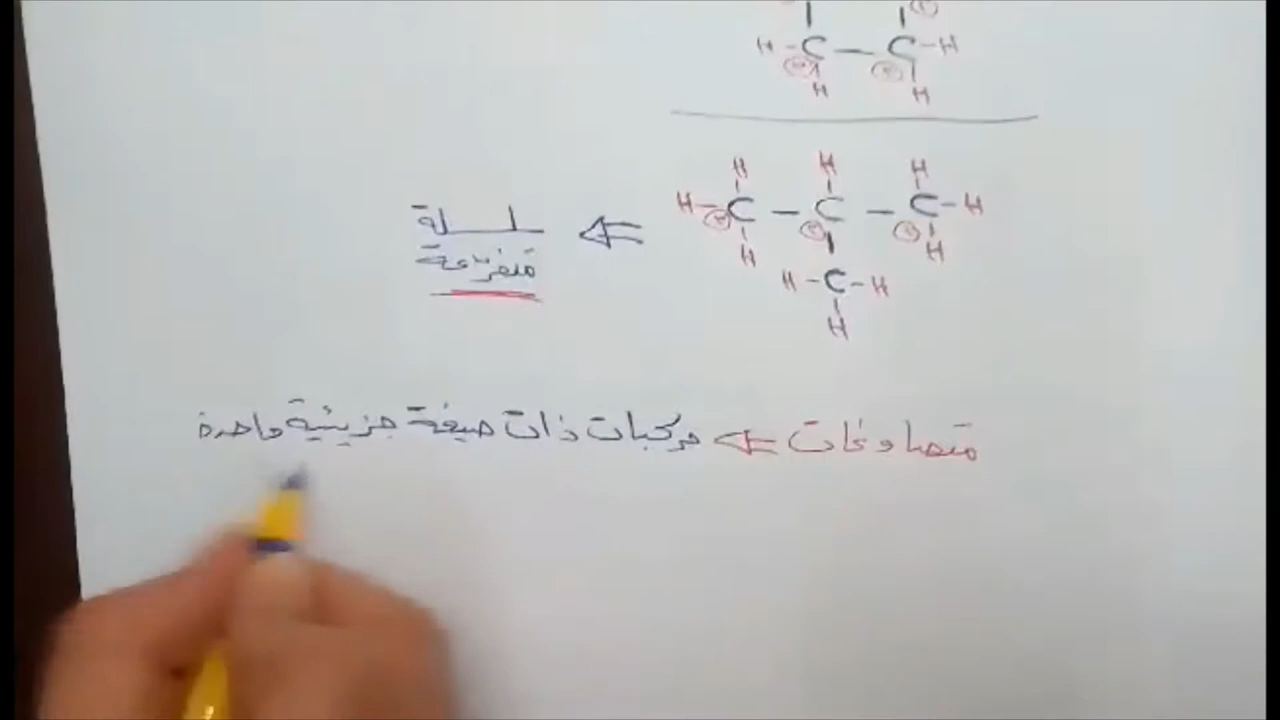 H - C — C - H
H H
H H H
H - C — C — C - H
H H
سلسلة
متفرعة
H - C - H
H
متصاوغات ⇐ مركبات ذات صيغة جزيئية واحدة